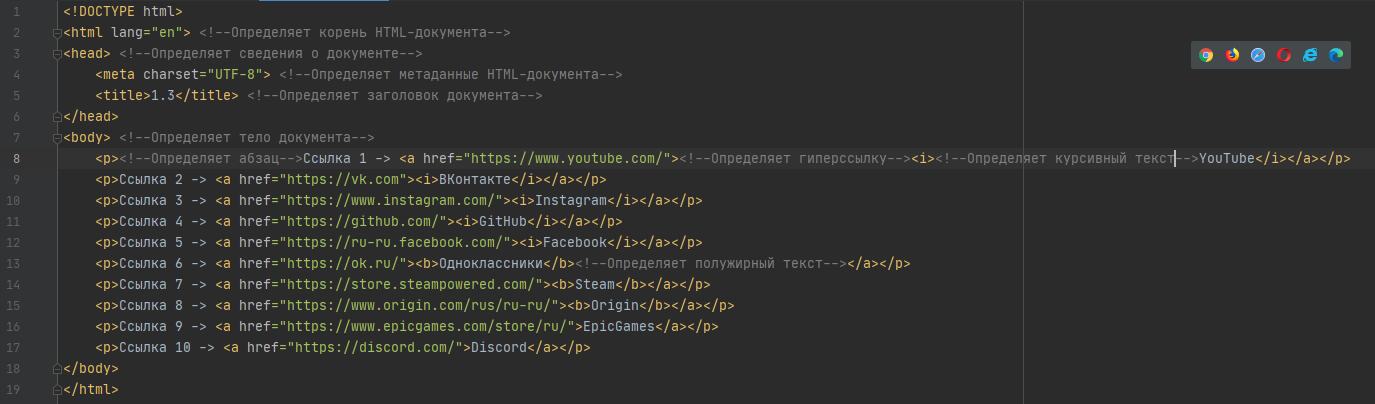 1 <!DOCTYPE html>
2 <html lang="en"> <!--Определяет корень HTML-документа-->
3 <head> <!--Определяет сведения о документе-->
4     <meta charset="UTF-8"> <!--Определяет метаданные HTML-документа-->
5     <title>1.3</title> <!--Определяет заголовок документа-->
6 </head>
7 <body> <!--Определяет тело документа-->
8     <p><!--Определяет абзац-->Ссылка 1 -> <a href="https://www.youtube.com/"><!--Определяет гиперссылку--><i><!--Определяет курсивный текст-->YouTube</i></a></p>
9     <p>Ссылка 2 -> <a href="https://vk.com"><i>ВКонтакте</i></a></p>
10     <p>Ссылка 3 -> <a href="https://www.instagram.com/"><i>Instagram</i></a></p>
11     <p>Ссылка 4 -> <a href="https://github.com/"><i>GitHub</i></a></p>
12     <p>Ссылка 5 -> <a href="https://ru-ru.facebook.com/"><i>Facebook</i></a></p>
13     <p>Ссылка 6 -> <a href="https://ok.ru/"><b>Одноклассники</b><!--Определяет полужирный текст--></a></p>
14     <p>Ссылка 7 -> <a href="https://store.steampowered.com/"><b>Steam</b></a></p>
15     <p>Ссылка 8 -> <a href="https://www.origin.com/rus/ru-ru/"><b>Origin</b></a></p>
16     <p>Ссылка 9 -> <a href="https://www.epicgames.com/store/ru/">EpicGames</a></p>
17     <p>Ссылка 10 -> <a href="https://discord.com/">Discord</a></p>
18 </body>
19 </html>